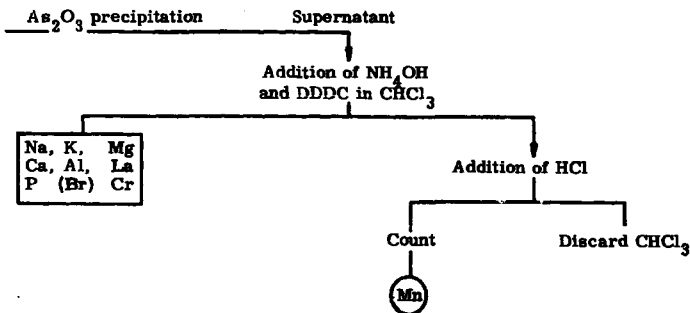 As2O3 precipitation Supernatant
Addition of NH4OH
and DDDC in CHCl3
Na, K, Mg
Ca, Al, La
P (Br) Cr
Addition of HCl
Count
Discard CHCl3
Mn